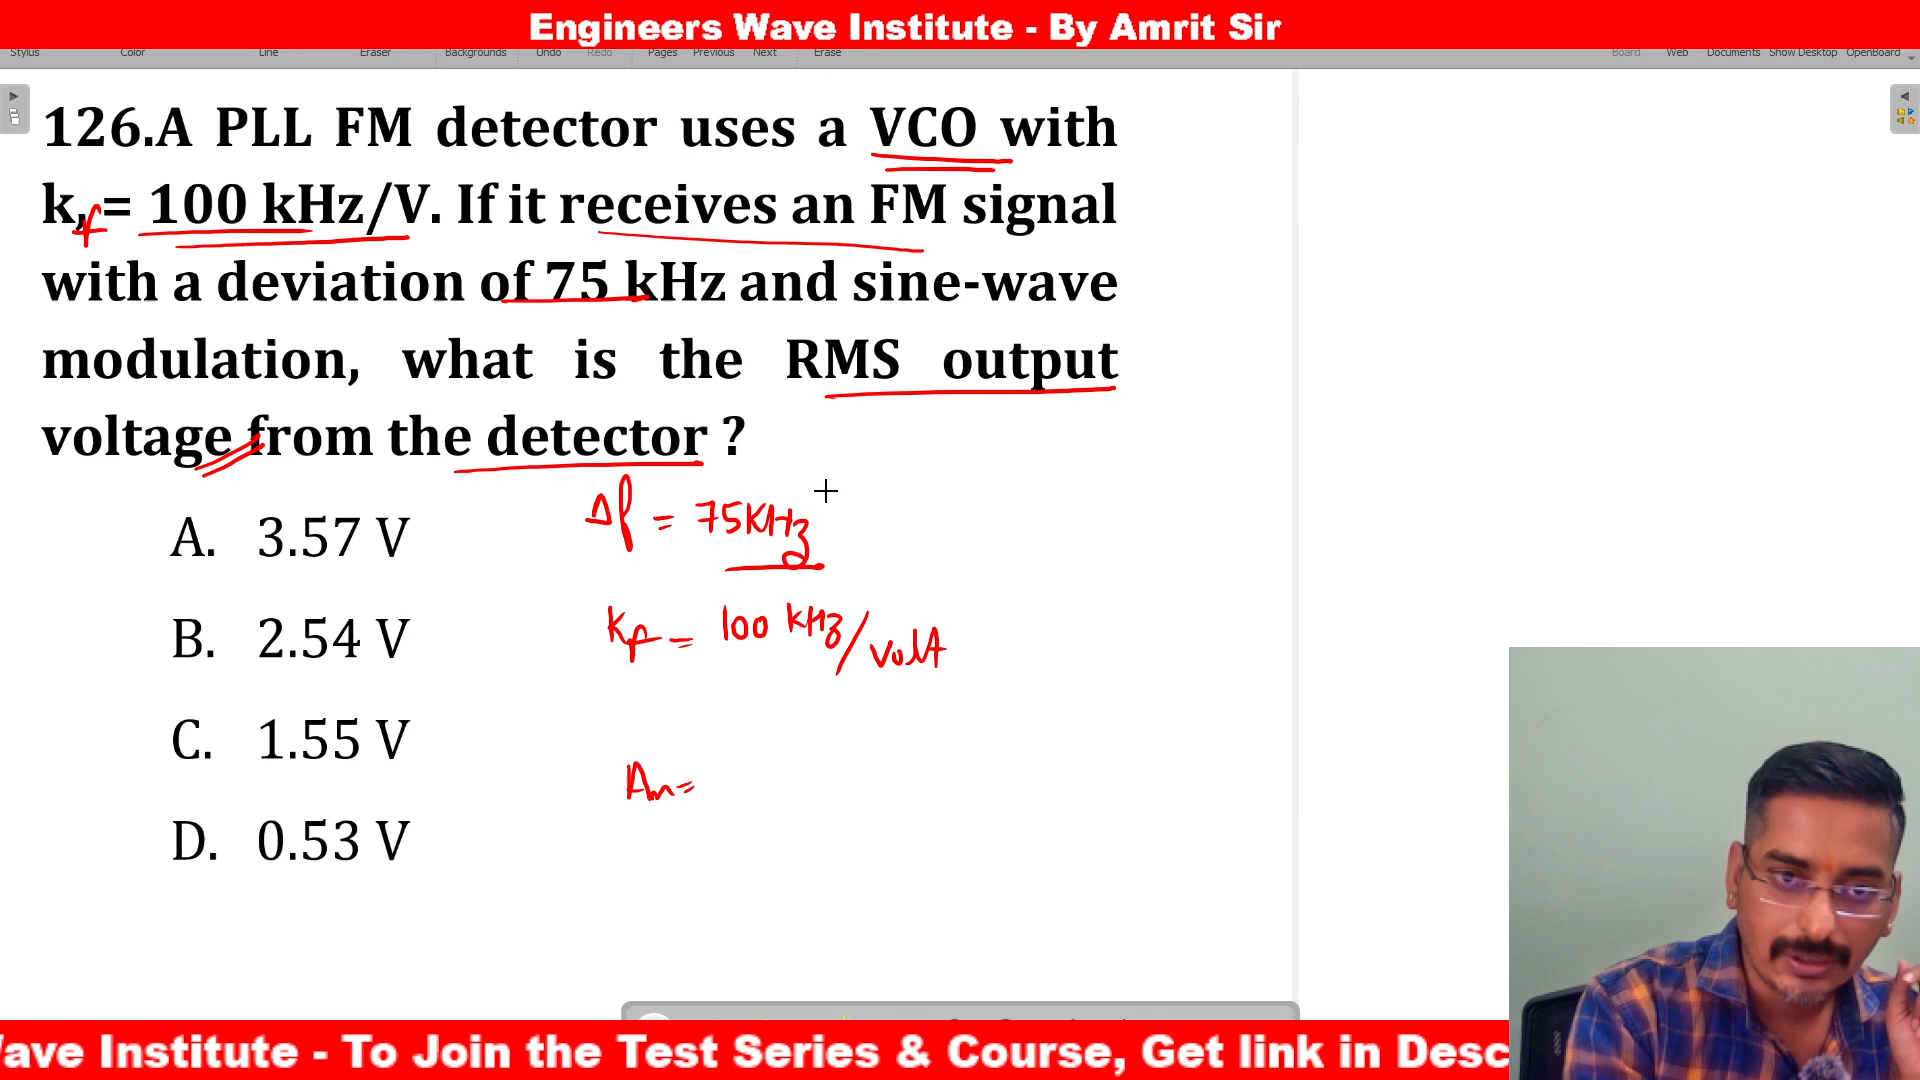 Engineers Wave Institute - By Amrit Sir
Stylus Color Line Eraser Backgrounds Undo Redo Pages Previous Next Erase Board Web Documents Show Desktop OpenBoard
126.A PLL FM detector uses a VCO with
kf = 100 kHz/V. If it receives an FM signal
with a deviation of 75 kHz and sine-wave
modulation, what is the RMS output
voltage from the detector ?
A. 3.57 V
B. 2.54 V
C. 1.55 V
D. 0.53 V
Δf = 75KHz
Kf = 100 KHz/volt
Am=
Wave Institute - To Join the Test Series & Course, Get link in Desc